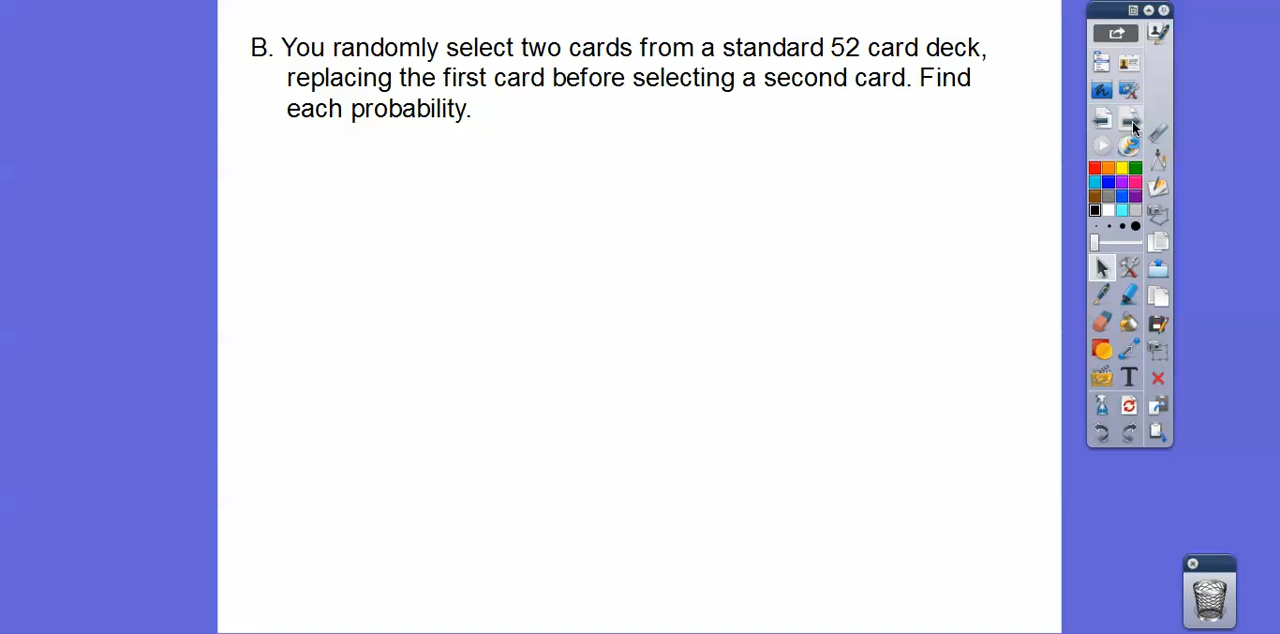 B. You randomly select two cards from a standard 52 card deck,
replacing the first card before selecting a second card. Find
each probability.
T